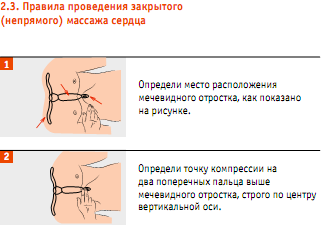 2.3. Правила проведения закрытого
(непрямого) массажа сердца
1
Определи место расположения
мечевидного отростка, как показано
на рисунке.
2
Определи точку компрессии на
два поперечных пальца выше
мечевидного отростка, строго по центру
вертикальной оси.